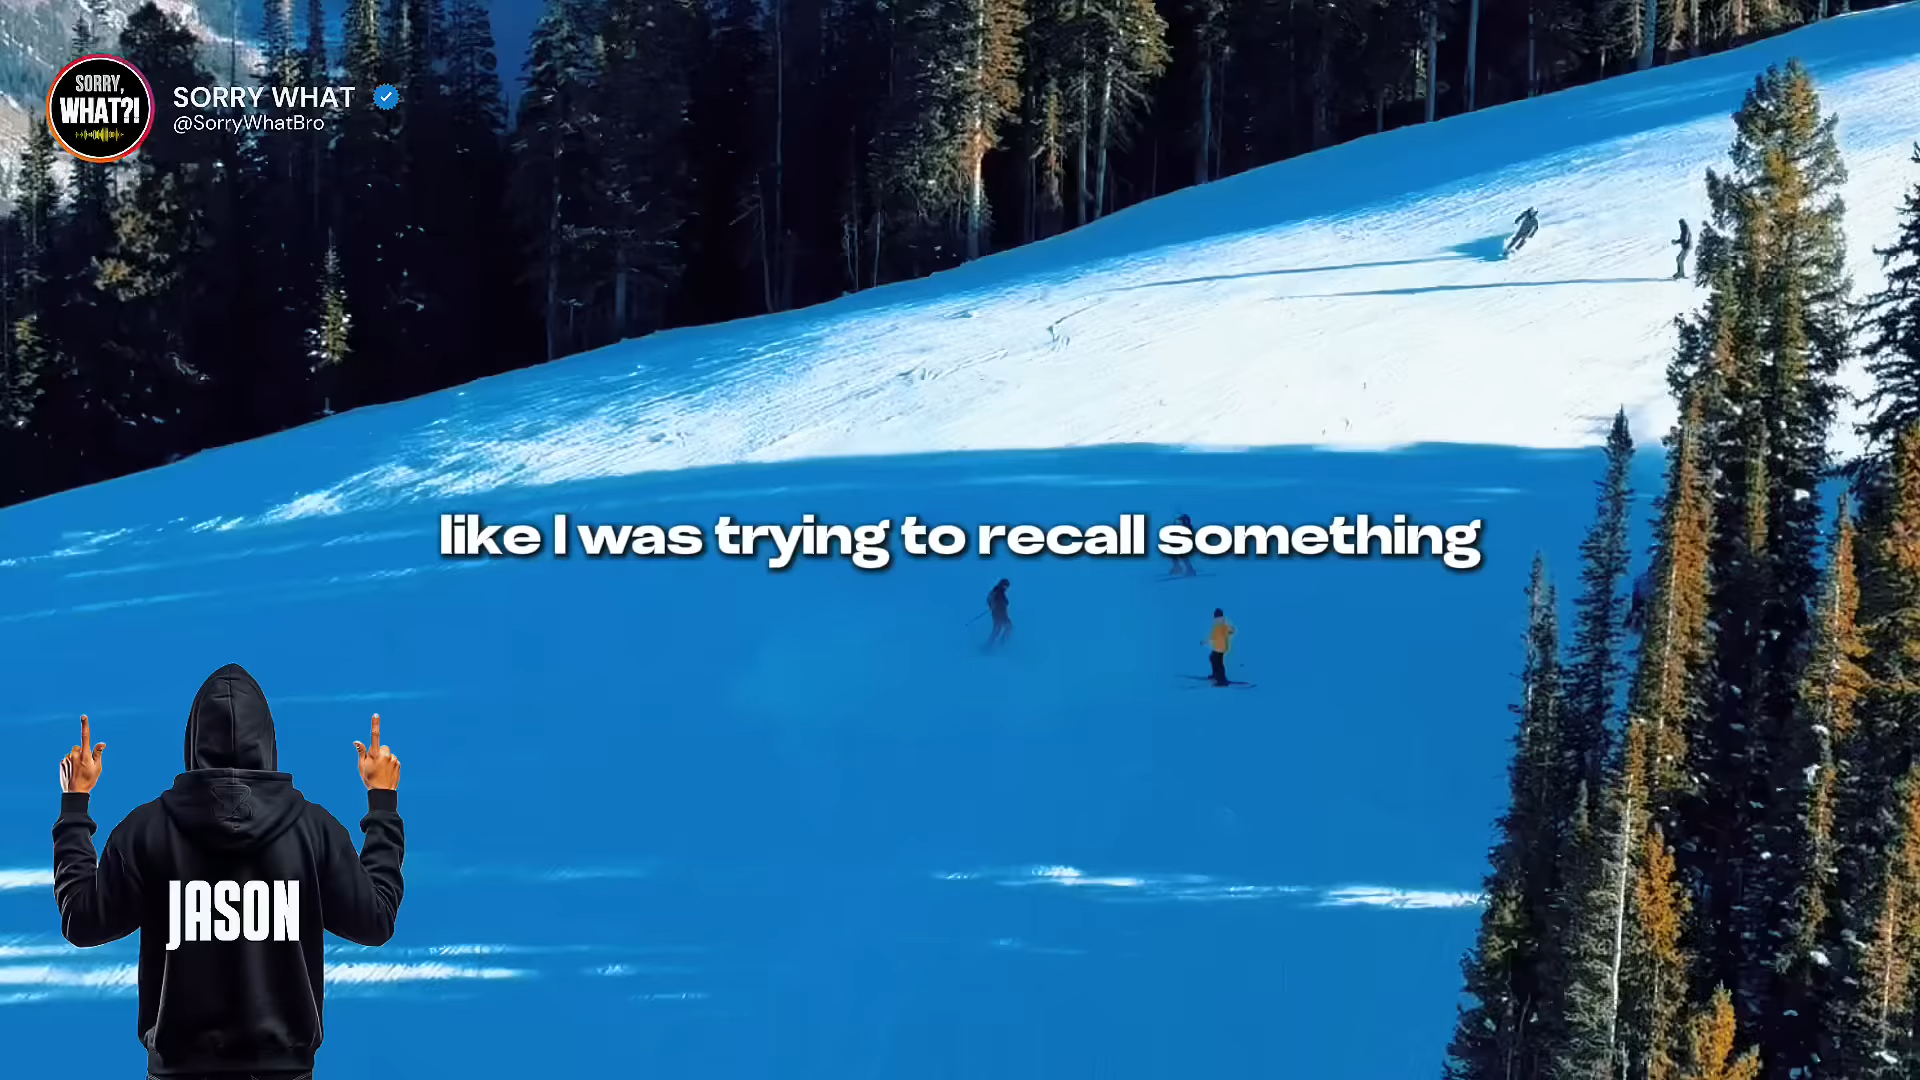 SORRY,
WHAT?!
SORRY WHAT
@SorryWhatBro
like I was trying to recall something
JASON